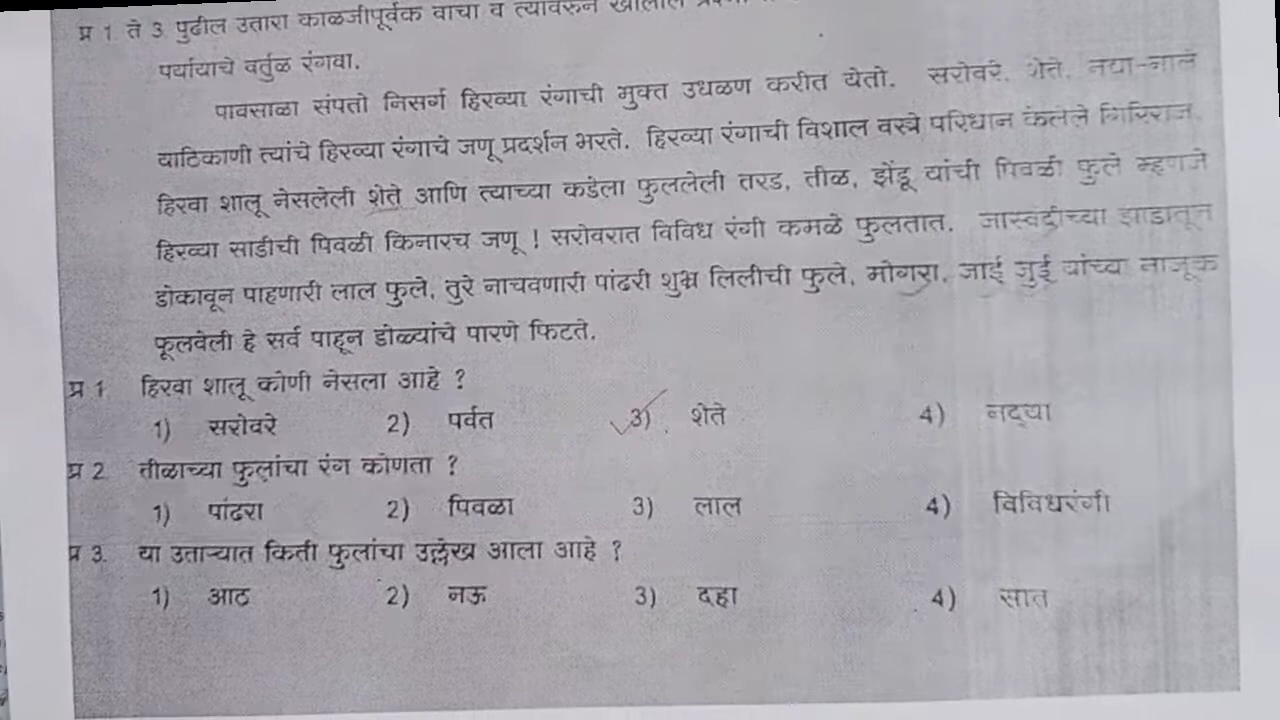 प्र 1 ते 3 पुढील उतारा काळजीपूर्वक वाचा व त्यावरुन खालील
पर्यायाचे वर्तुळ रंगवा.
पावसाळा संपतो निसर्ग हिरव्या रंगाची मुक्त उधळण करीत येतो. सरोवरे, शेते, नद्या-नाले
याठिकाणी त्यांचे हिरव्या रंगाचे जणू प्रदर्शन भरते. हिरव्या रंगाची विशाल वस्त्रे परिधान केलेले गिरिराज,
हिरवा शालू नेसलेली शेते आणि त्याच्या कडेला फुललेली तरड, तीळ, झेंडू यांची पिवळी फुले म्हणजे
हिरव्या साडीची पिवळी किनारच जणू ! सरोवरात विविध रंगी कमळे फुलतात. जास्वंदीच्या झाडातून
डोकावून पाहणारी लाल फुले, तुरे नाचवणारी पांढरी शुभ्र लिलीची फुले, मोगरा, जाई जुई यांच्या नाजूक
फूलवेली हे सर्व पाहून डोळ्यांचे पारणे फिटते.
प्र 1 हिरवा शालू कोणी नेसला आहे ?
1) सरोवरे 2) पर्वत 3) शेते 4) नद्या
प्र 2 तीळाच्या फुलांचा रंग कोणता ?
1) पांढरा 2) पिवळा 3) लाल 4) विविधरंगी
प्र 3. या उताऱ्यात किती फुलांचा उल्लेख आला आहे ?
1) आठ 2) नऊ 3) दहा 4) सात